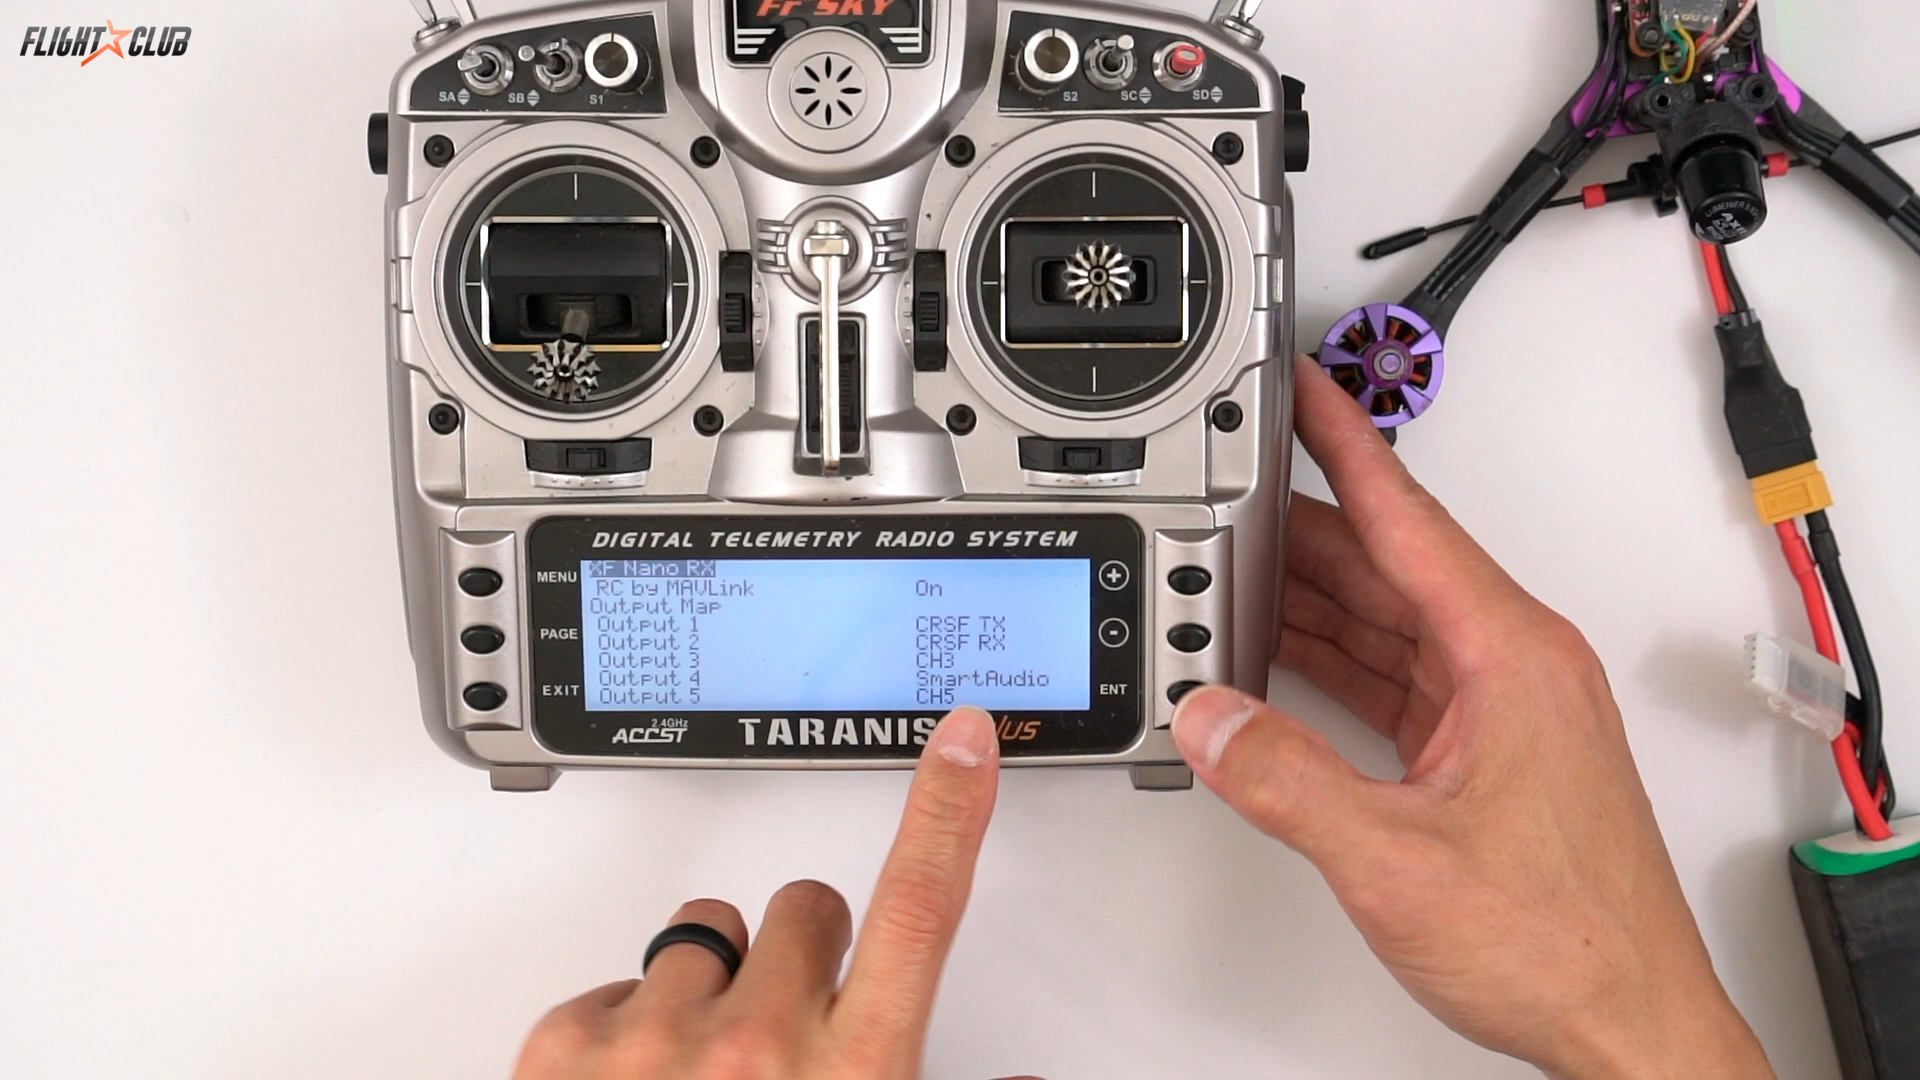 FLIGHT CLUB
FrSKY
SA SB S1
S2 SC SD
DIGITAL TELEMETRY RADIO SYSTEM
MENU
PAGE
EXIT
XF Nano RX
RC by MAVLink On
Output Map
Output 1 CRSF TX
Output 2 CRSF RX
Output 3 CH3
Output 4 SmartAudio
Output 5 CH5
+
-
ENT
2.4GHz
ACCST
TARANIS